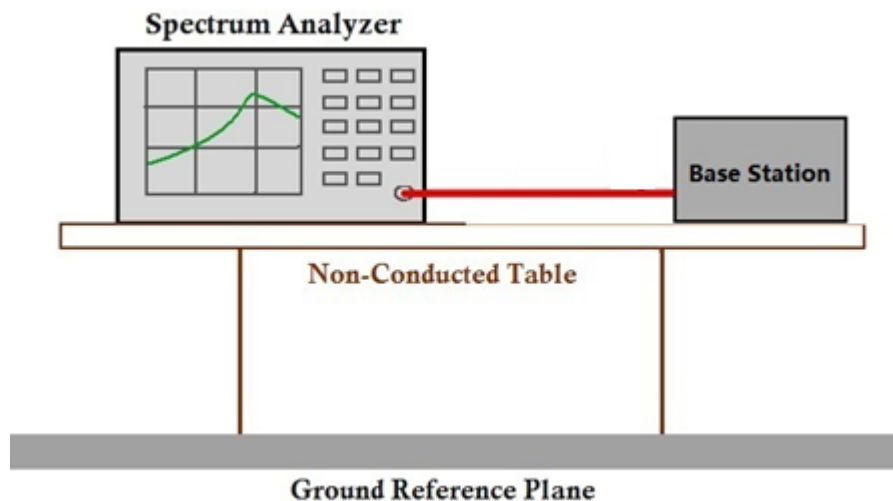 Spectrum Analyzer
Base Station
Non-Conducted Table
Ground Reference Plane